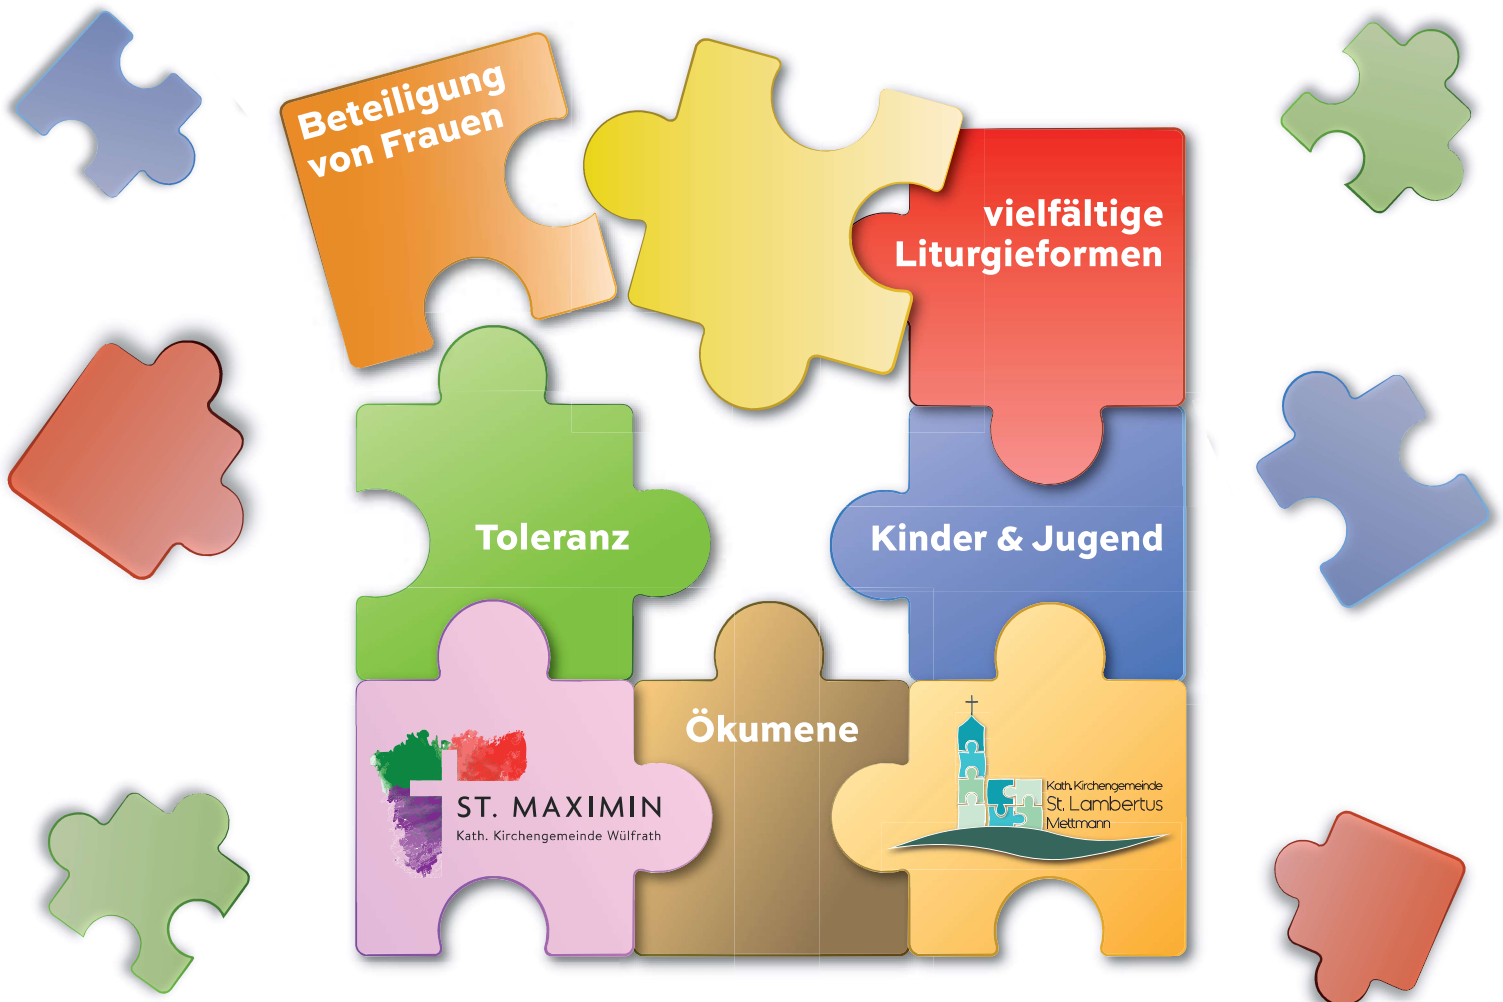 Beteiligung
von Frauen
vielfältige
Liturgieformen
Toleranz
Kinder & Jugend
Ökumene
ST. MAXIMIN
Kath. Kirchengemeinde Wülfrath
Kath. Kirchengemeinde
St. Lambertus
Mettmann